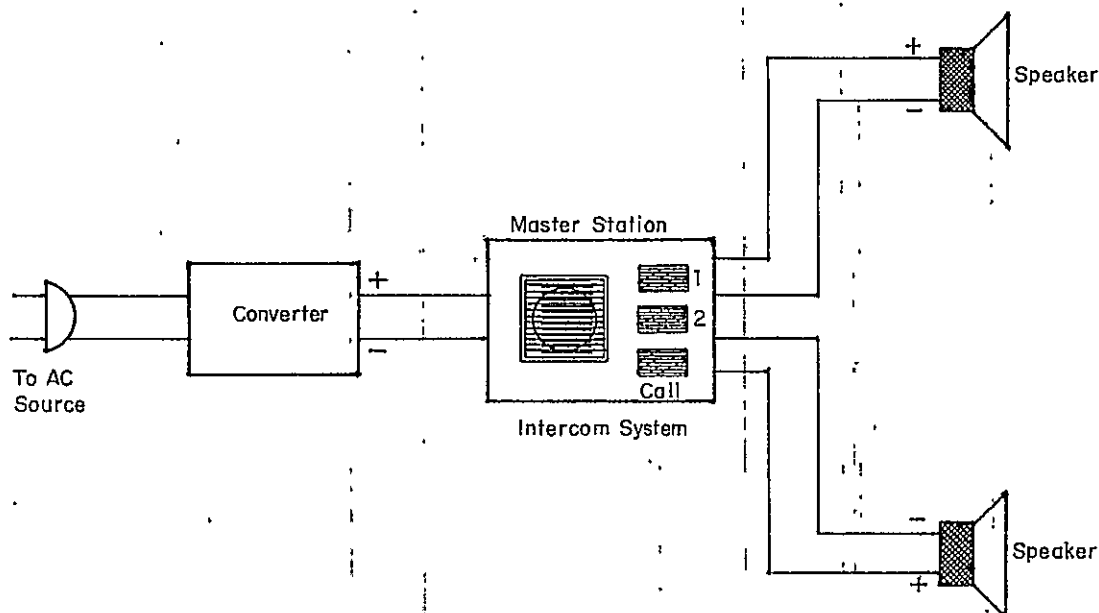 +
Speaker
-
Master Station
1
+
Converter
2
-
To AC
Source
Call
Intercom System
-
Speaker
+